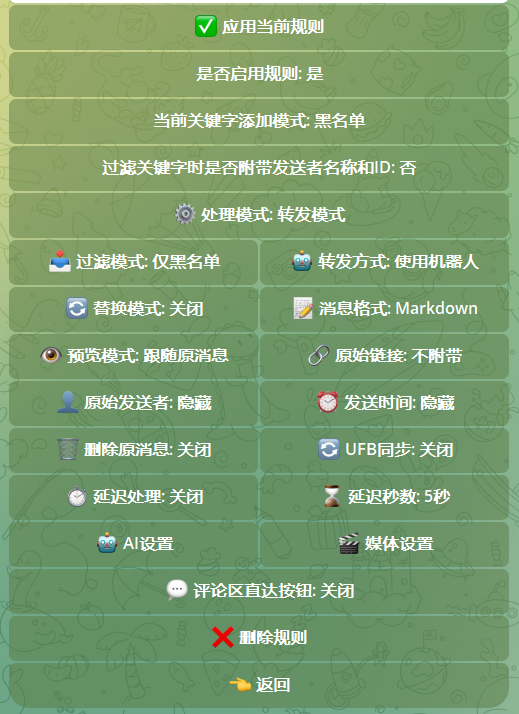 ✅ 应用当前规则
是否启用规则: 是
当前关键字添加模式: 黑名单
过滤关键字时是否附带发送者名称和ID: 否
⚙️ 处理模式: 转发模式
📥 过滤模式: 仅黑名单
🤖 转发方式: 使用机器人
🔄 替换模式: 关闭
📝 消息格式: Markdown
👁️ 预览模式: 跟随原消息
🔗 原始链接: 不附带
👤 原始发送者: 隐藏
⏰ 发送时间: 隐藏
🗑️ 删除原消息: 关闭
🔄 UFB同步: 关闭
⏱️ 延迟处理: 关闭
⌛ 延迟秒数: 5秒
🤖 AI设置
🎬 媒体设置
💬 评论区直达按钮: 关闭
❌ 删除规则
👈 返回